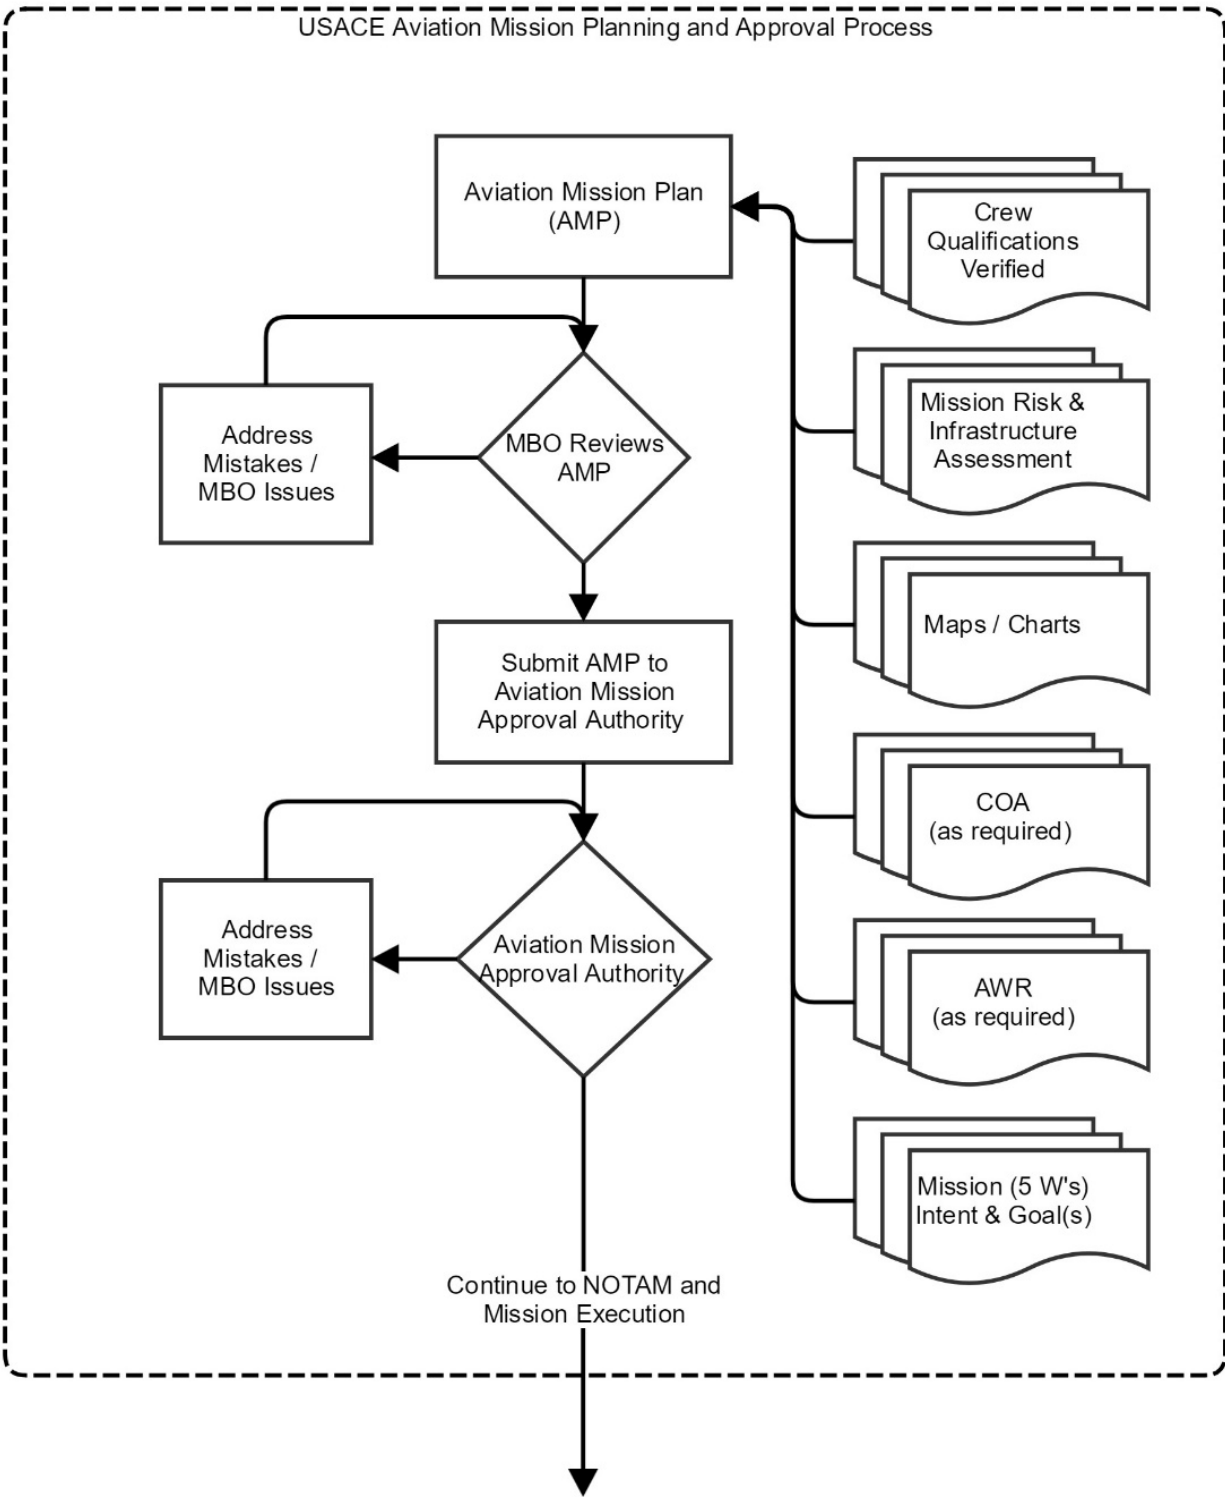 USACE Aviation Mission Planning and Approval Process
Aviation Mission Plan
(AMP)
MBO Reviews
AMP
Address
Mistakes /
MBO Issues
Submit AMP to
Aviation Mission
Approval Authority
Aviation Mission
Approval Authority
Address
Mistakes /
MBO Issues
Continue to NOTAM and
Mission Execution
Crew
Qualifications
Verified
Mission Risk &
Infrastructure
Assessment
Maps / Charts
COA
(as required)
AWR
(as required)
Mission (5 W's)
Intent & Goal(s)